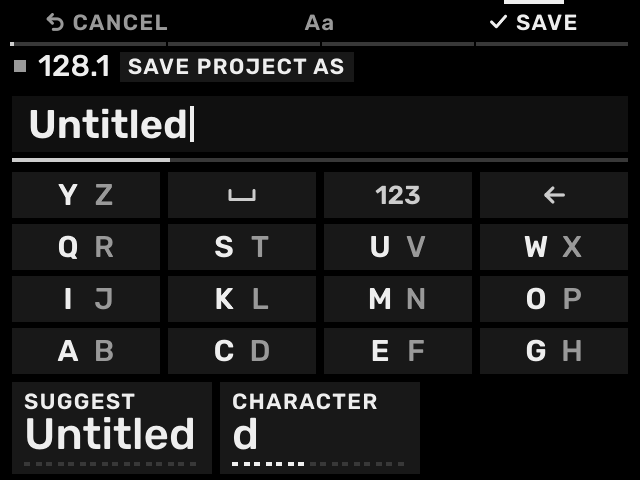 CANCEL Aa SAVE
128.1 SAVE PROJECT AS
Untitled
Y Z 123
Q R S T U V W X
I J K L M N O P
A B C D E F G H
SUGGEST CHARACTER
Untitled d